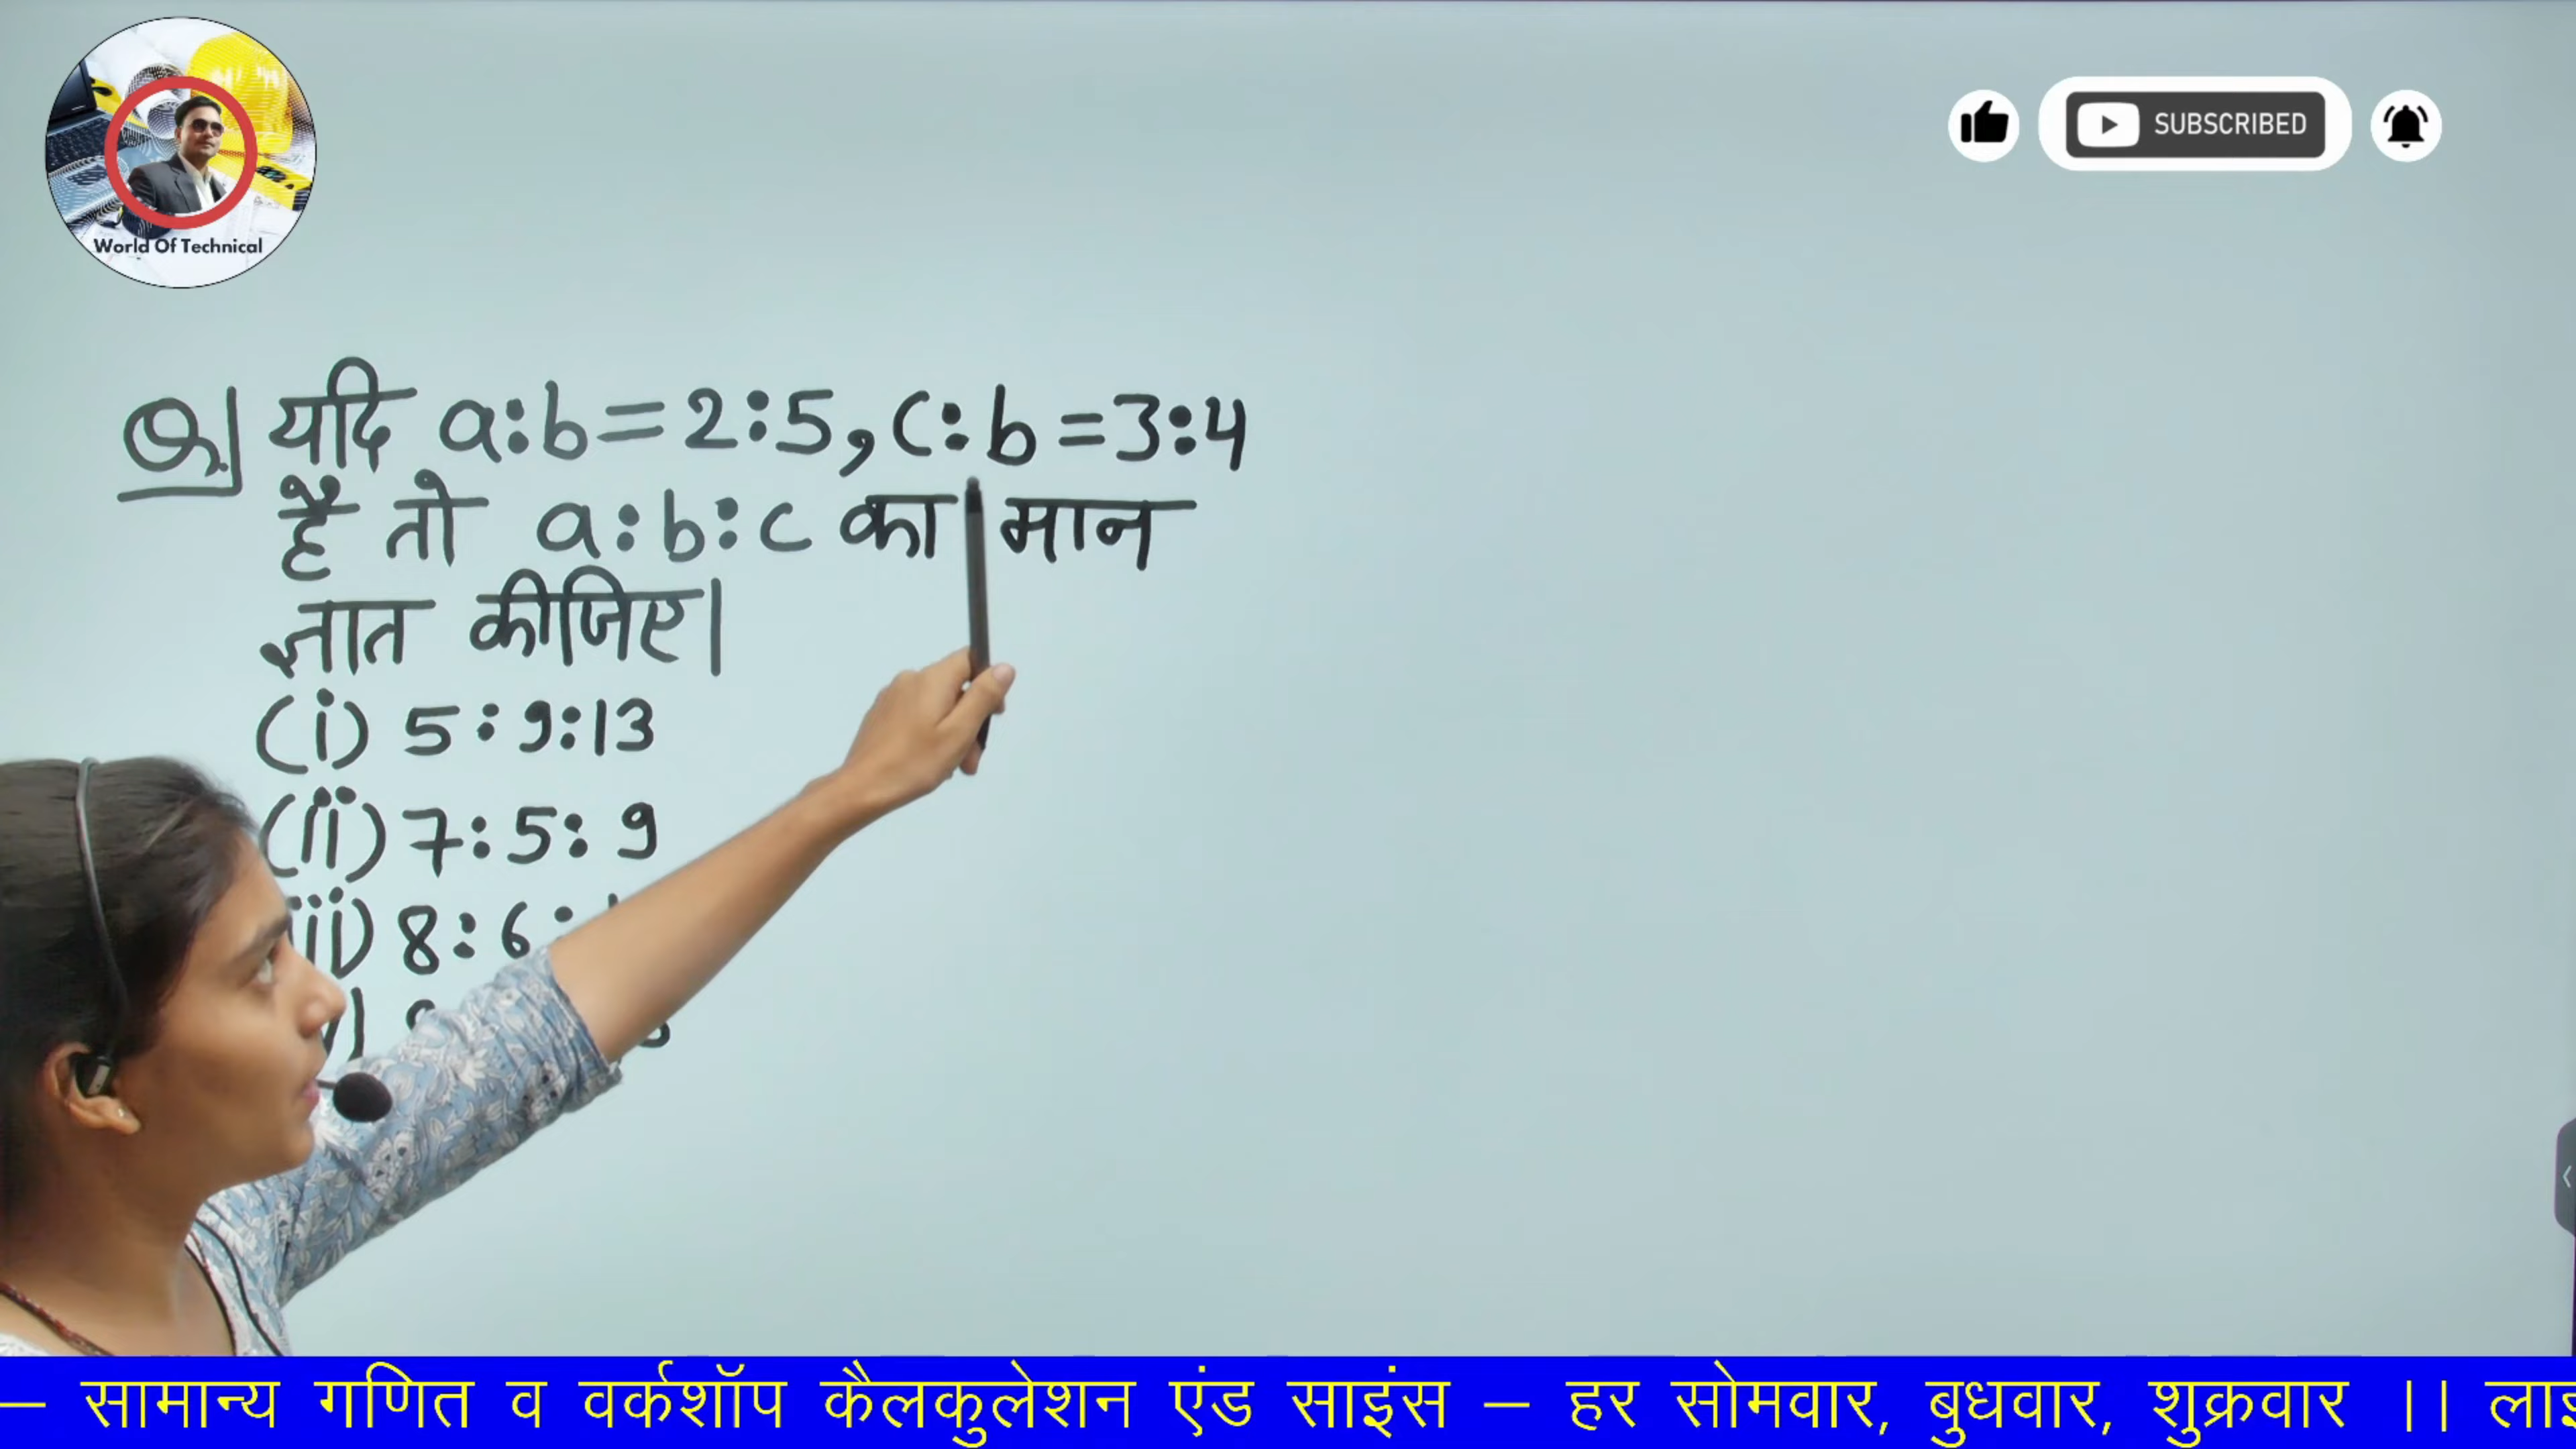 World Of Technical
SUBSCRIBED
Q. यदि a:b=2:5, c:b=3:4
है तो a:b:c का मान
ज्ञात कीजिए|
(i) 5:9:13
(ii) 7:5:9
ii) 8:6:
– सामान्य गणित व वर्कशॉप कैलकुलेशन एंड साइंस – हर सोमवार, बुधवार, शुक्रवार || लाइ